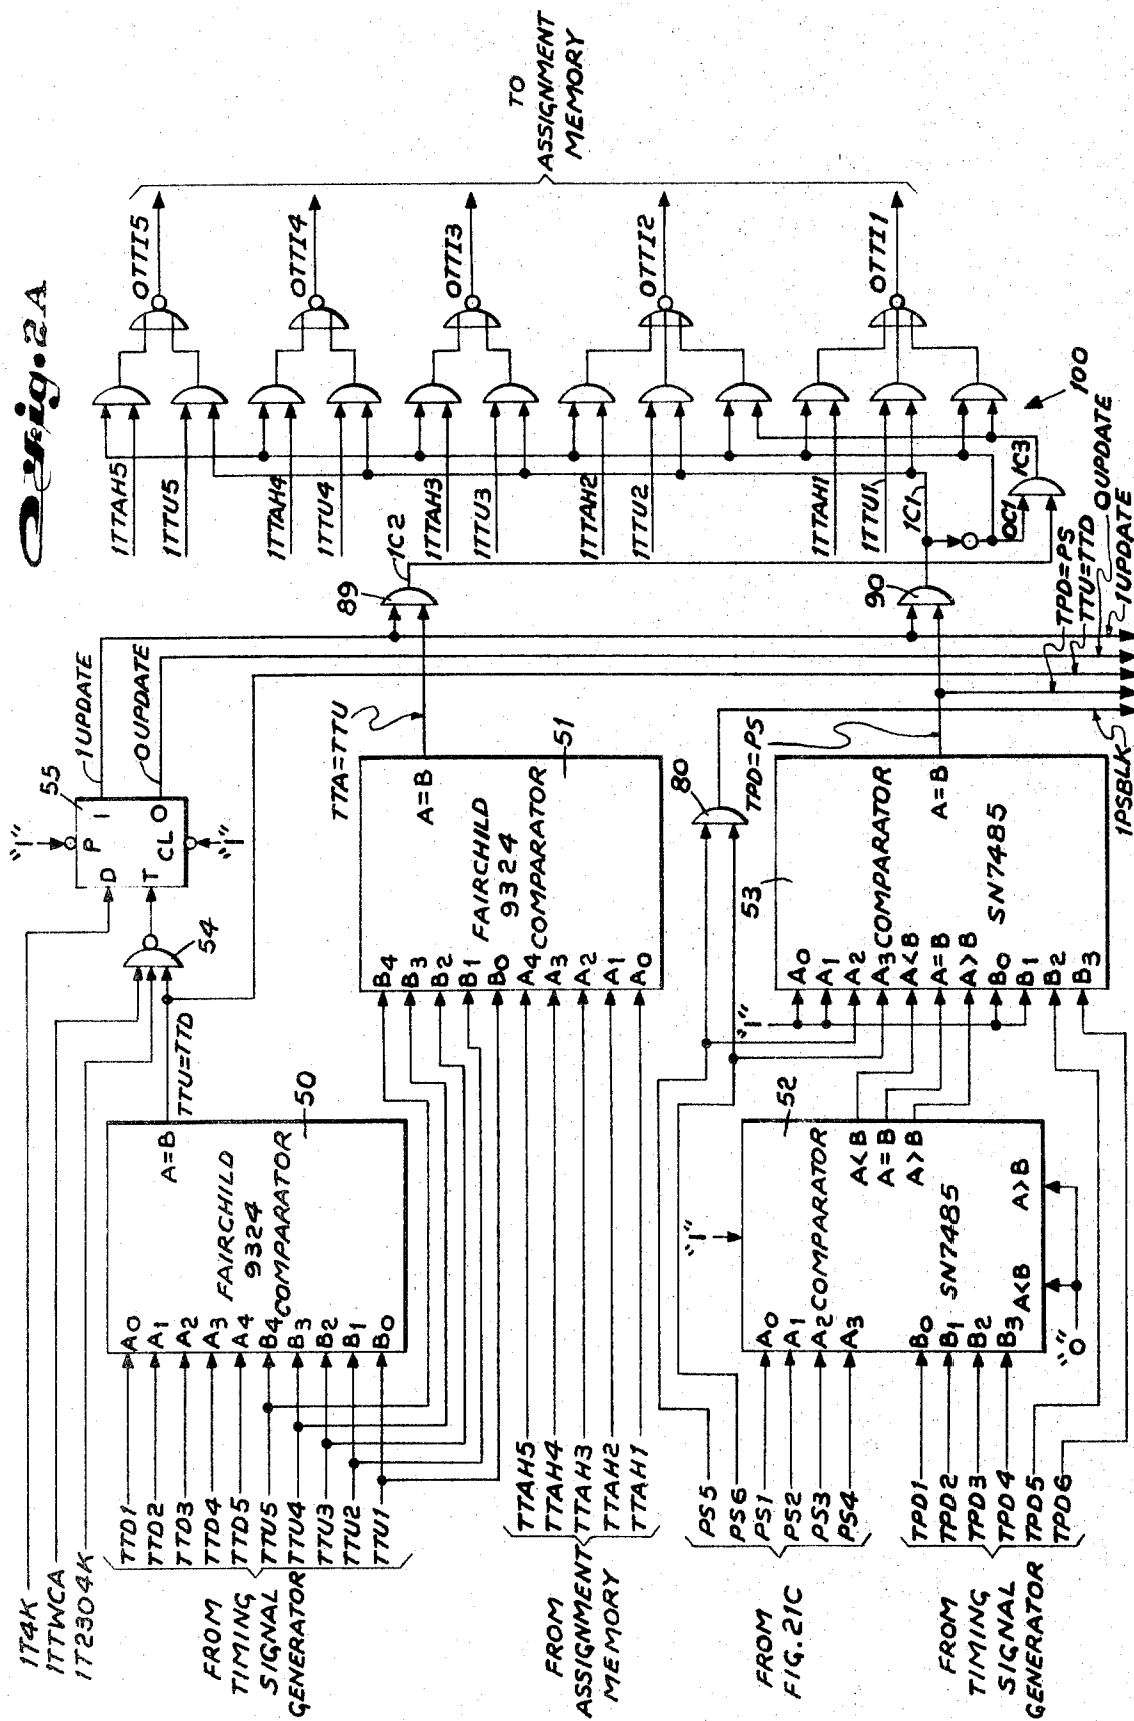 Fig. 2A
1T4K
1TTWCA
1T2304K
"1"
P
D 1
T
CL 0
"1"
55
54
1UPDATE
0UPDATE
TTU=TTD
FROM
TIMING
SIGNAL
GENERATOR
TTD1
TTD2
TTD3
TTD4
TTD5
TTU5
TTU4
TTU3
TTU2
TTU1
A0
A1
A2
A3
A4
B4
B3
B2
B1
B0
FAIRCHILD
9324
COMPARATOR
A=B
50
FROM
ASSIGNMENT
MEMORY
TTAH5
TTAH4
TTAH3
TTAH2
TTAH1
B4
B3
B2
B1
B0
A4
A3
A2
A1
A0
FAIRCHILD
9324
COMPARATOR
A=B
51
TTA=TTU
FROM
FIG. 21C
PS5
PS6
PS1
PS2
PS3
PS4
FROM
TIMING
SIGNAL
GENERATOR
TPD1
TPD2
TPD3
TPD4
TPD5
TPD6
"1"
A0
A1
A2
A3
B0
B1
B2
B3
COMPARATOR
SN7485
A<B
A=B
A>B
A<B
A>B
"0"
52
"1"
A0
A1
A2
A3
A<B
A=B
A>B
B0
B1
B2
B3
COMPARATOR
SN7485
A=B
53
80
TPD=PS
89
90
1C2
1C1
0C1
1C3
100
1PSBLK
TPD=PS
TTU=TTD
0UPDATE
1UPDATE
1TTAH5
1TTU5
1TTAH4
1TTU4
1TTAH3
1TTU3
1TTAH2
1TTU2
1TTAH1
1TTU1
OTTI5
OTTI4
OTTI3
OTTI2
OTTI1
TO
ASSIGNMENT
MEMORY